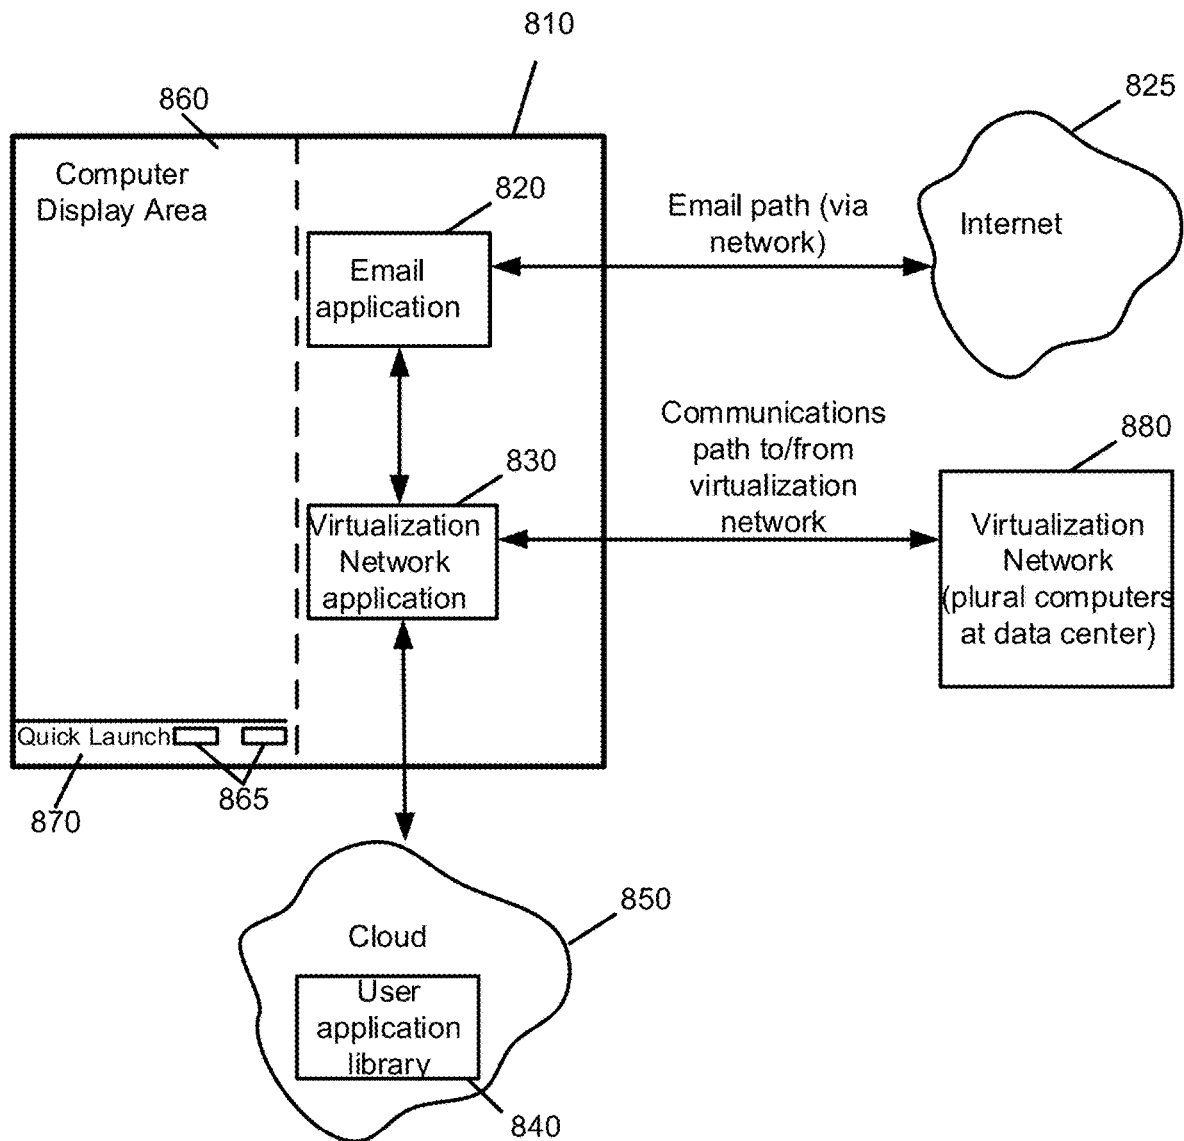 810
825
860
Computer
Display Area
820
Email path (via
network)
Internet
Email
application
Communications
path to/from
virtualization
network
880
830
Virtualization
Network
application
Virtualization
Network
(plural computers
at data center)
Quick Launch
865
870
850
Cloud
User
application
library
840